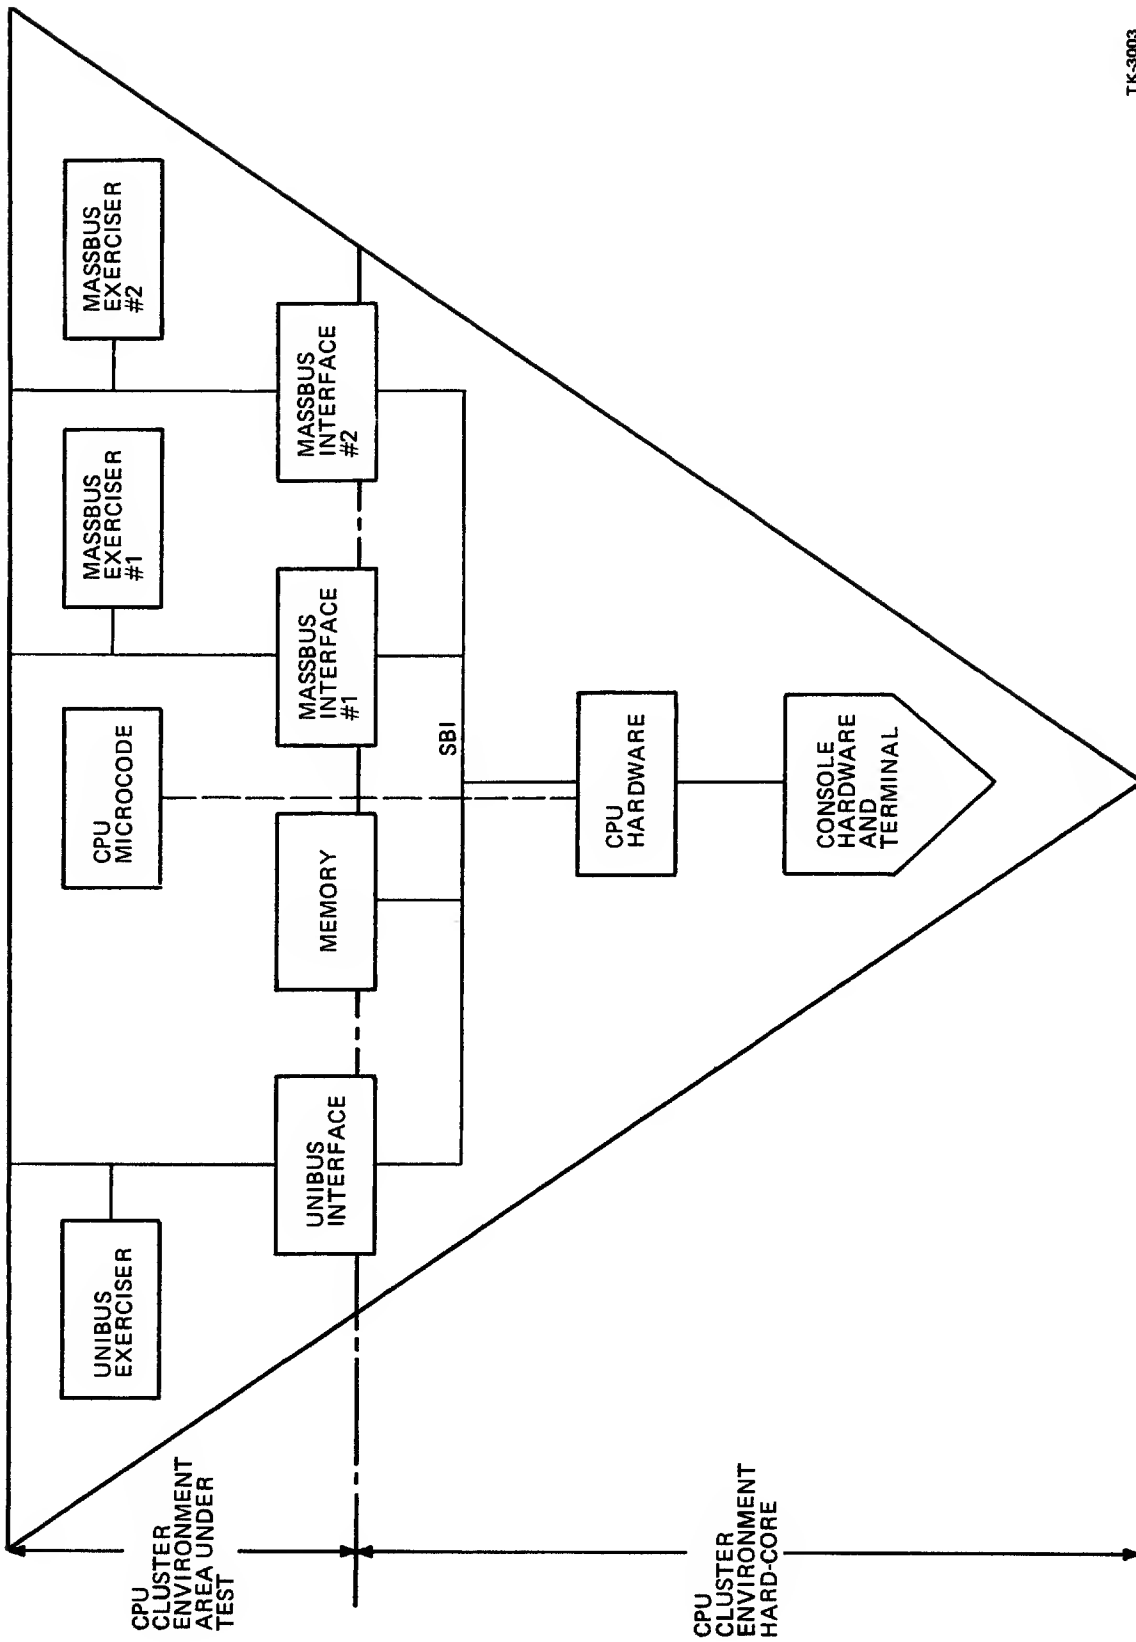 UNIBUS
EXERCISER
CPU
MICROCODE
MASSBUS
EXERCISER
#1
MASSBUS
EXERCISER
#2
CPU
CLUSTER
ENVIRONMENT
AREA UNDER
TEST
UNIBUS
INTERFACE
MEMORY
MASSBUS
INTERFACE
#1
MASSBUS
INTERFACE
#2
SBI
CPU
HARDWARE
CPU
CLUSTER
ENVIRONMENT
HARD-CORE
CONSOLE
HARDWARE
AND
TERMINAL
TK-3003